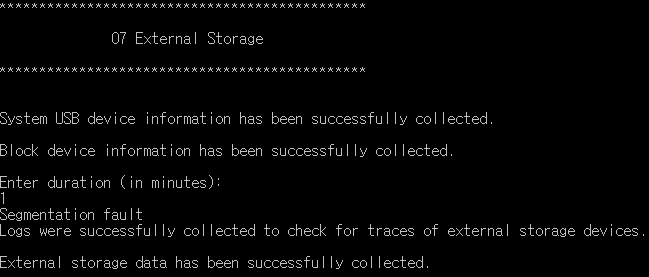 **********************************************
07 External Storage
**********************************************
System USB device information has been successfully collected.
Block device information has been successfully collected.
Enter duration (in minutes):
1
Segmentation fault
Logs were successfully collected to check for traces of external storage devices.
External storage data has been successfully collected.